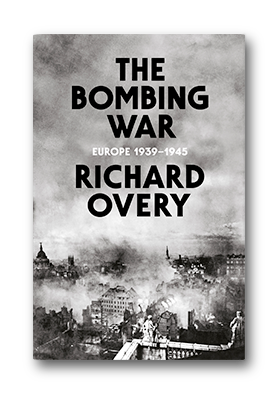 THE
BOMBING
WAR
EUROPE 1939–1945
RICHARD
OVERY